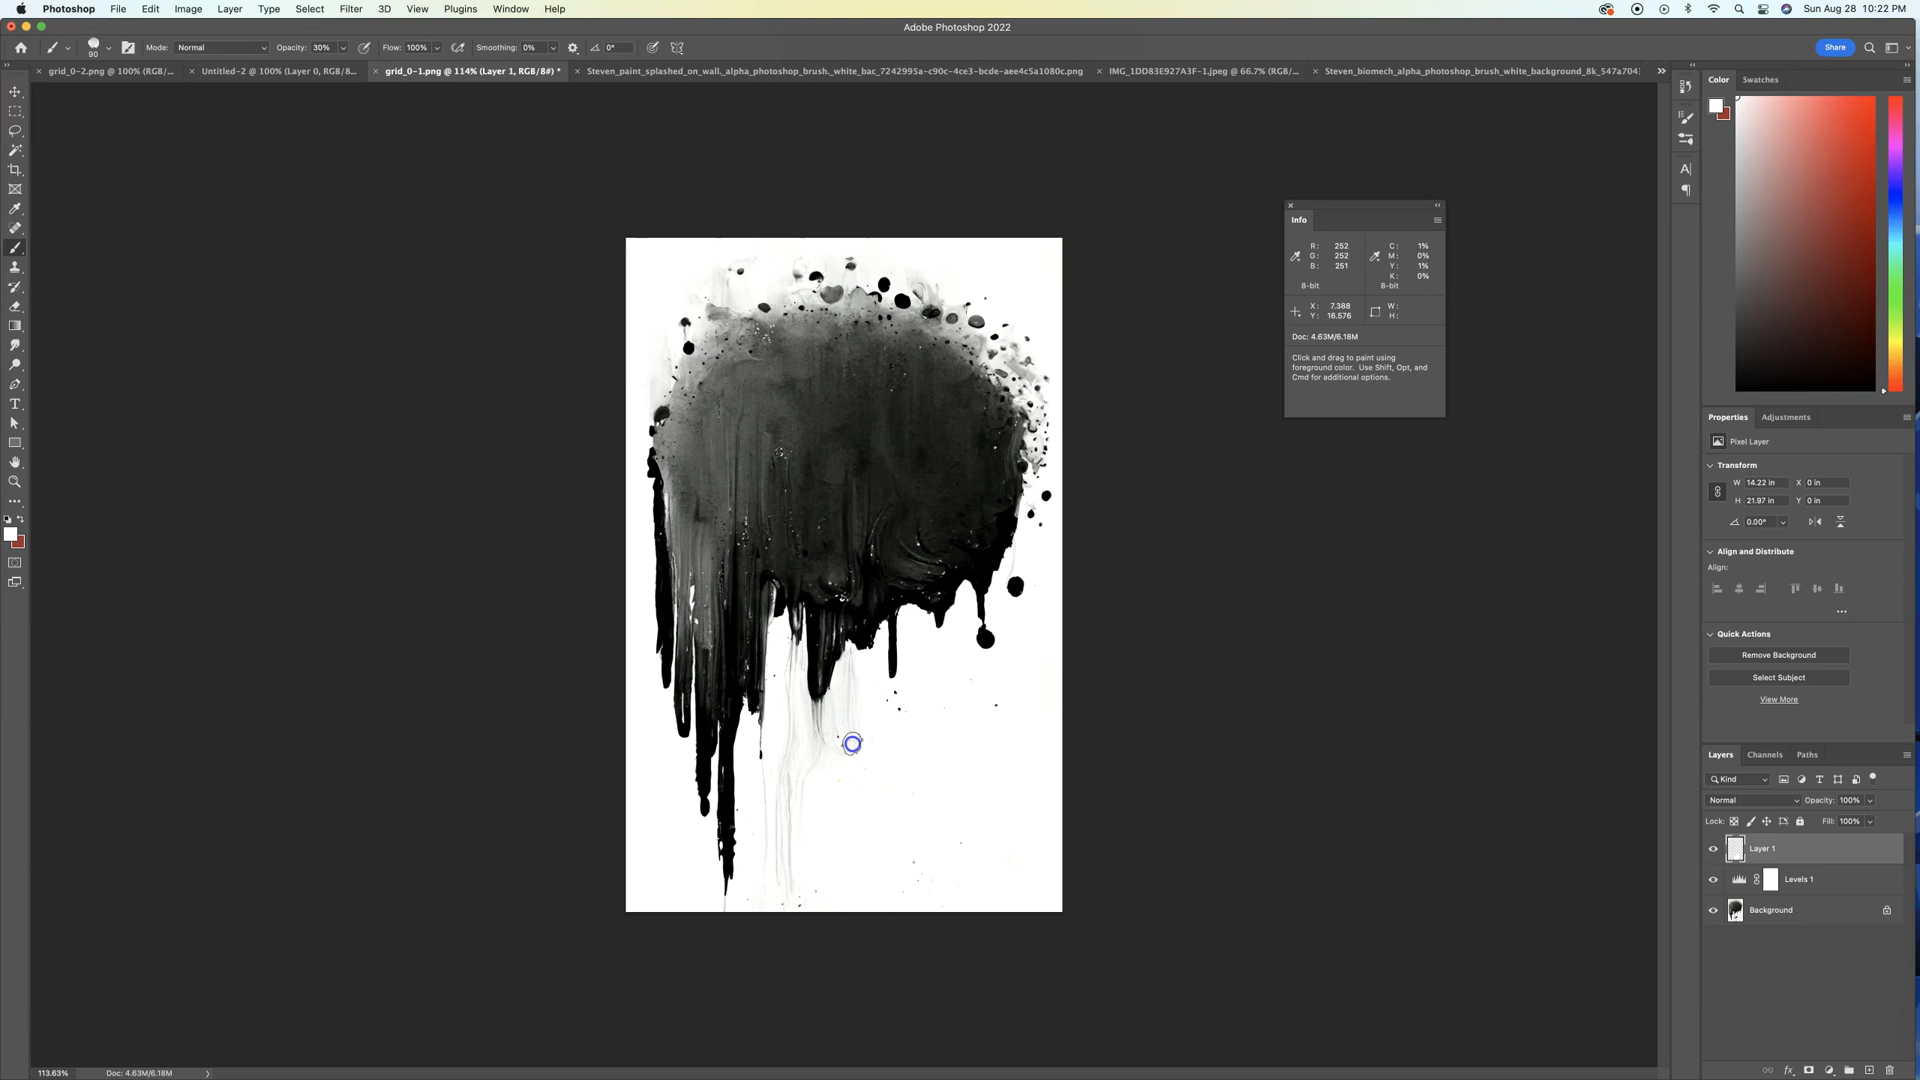 Photoshop File Edit Image Layer Type Select Filter 3D View Plugins Window Help Sun Aug 28 10:22 PM
Adobe Photoshop 2022
90 Mode: Normal Opacity: 30% Flow: 100% Smoothing: 0% 0° Share
grid_0-2.png @ 100% (RGB/... Untitled-2 @ 100% (Layer 0, RGB/8... grid_0-1.png @ 114% (Layer 1, RGB/8#) * Steven_paint_splashed_on_wall._alpha_photoshop_brush._white_bac_7242995a-c90c-4ce3-bcde-aee4c5a1080c.png IMG_1DD83E927A3F-1.jpeg @ 66.7% (RGB/... Steven_biomech_alpha_photoshop_brush_white_background_8k_547a704
Color Swatches
Info
R: 252 C: 1%
G: 252 M: 0%
B: 251 Y: 1%
K: 0%
8-bit 8-bit
X: 7.388 W:
Y: 16.576 H:
Doc: 4.63M/6.18M
Click and drag to paint using
foreground color. Use Shift, Opt, and
Cmd for additional options.
Properties Adjustments
Pixel Layer
Transform
W 14.22 in X 0 in
H 21.97 in Y 0 in
0.00°
Align and Distribute
Align:
Quick Actions
Remove Background
Select Subject
View More
Layers Channels Paths
Kind
Normal Opacity: 100%
Lock: Fill: 100%
Layer 1
Levels 1
Background
113.63% Doc: 4.63M/6.18M